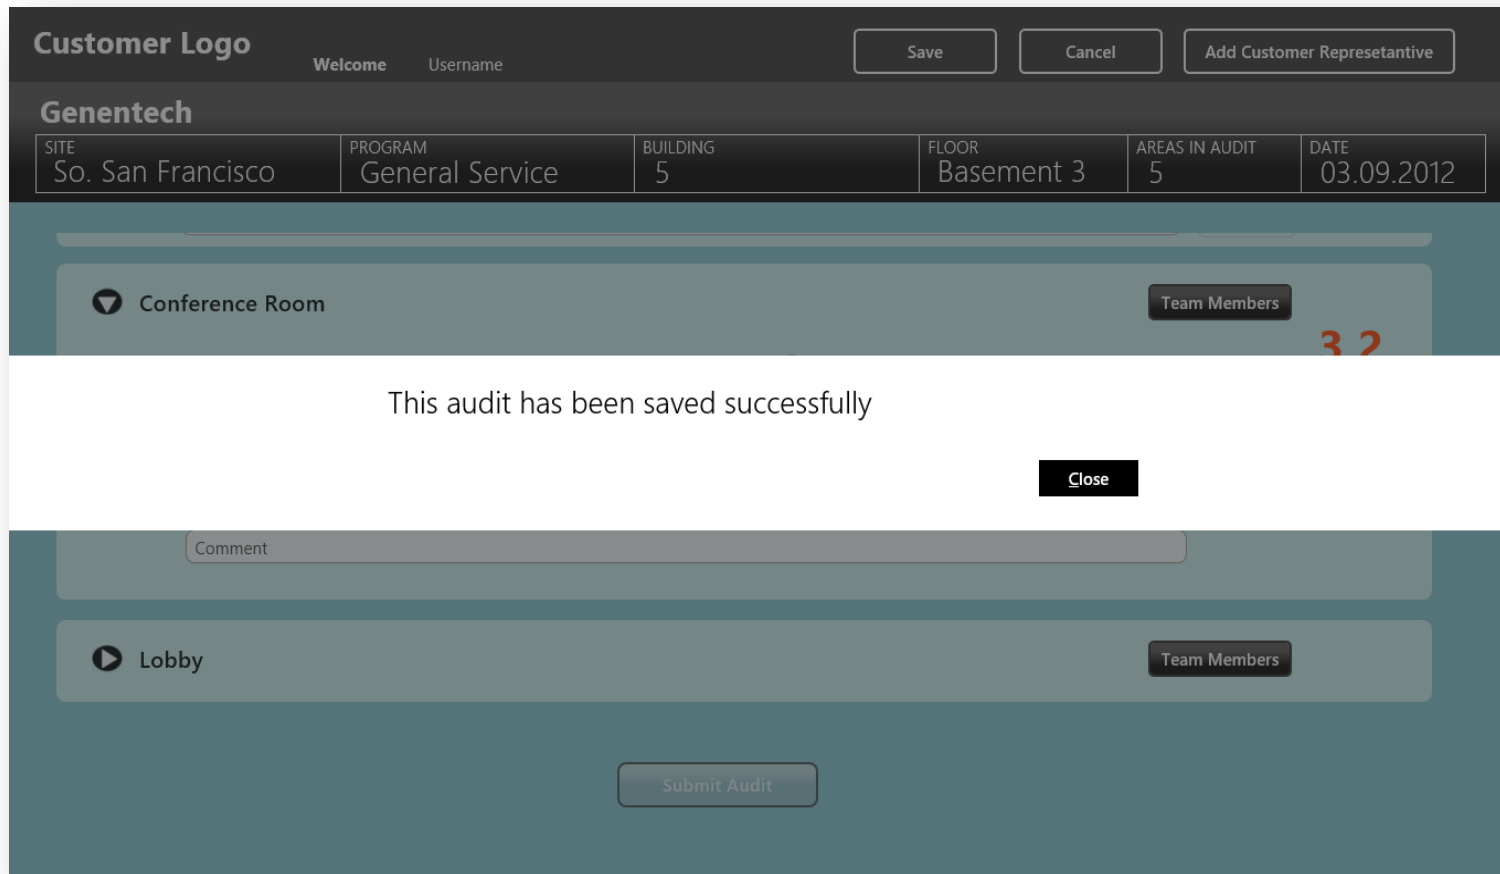 Customer Logo
Welcome Username
Save Cancel Add Customer Represetantive
Genentech
SITE PROGRAM BUILDING FLOOR AREAS IN AUDIT DATE
So. San Francisco General Service 5 Basement 3 5 03.09.2012
Conference Room Team Members
3.2
This audit has been saved successfully
Close
Comment
Lobby Team Members
Submit Audit